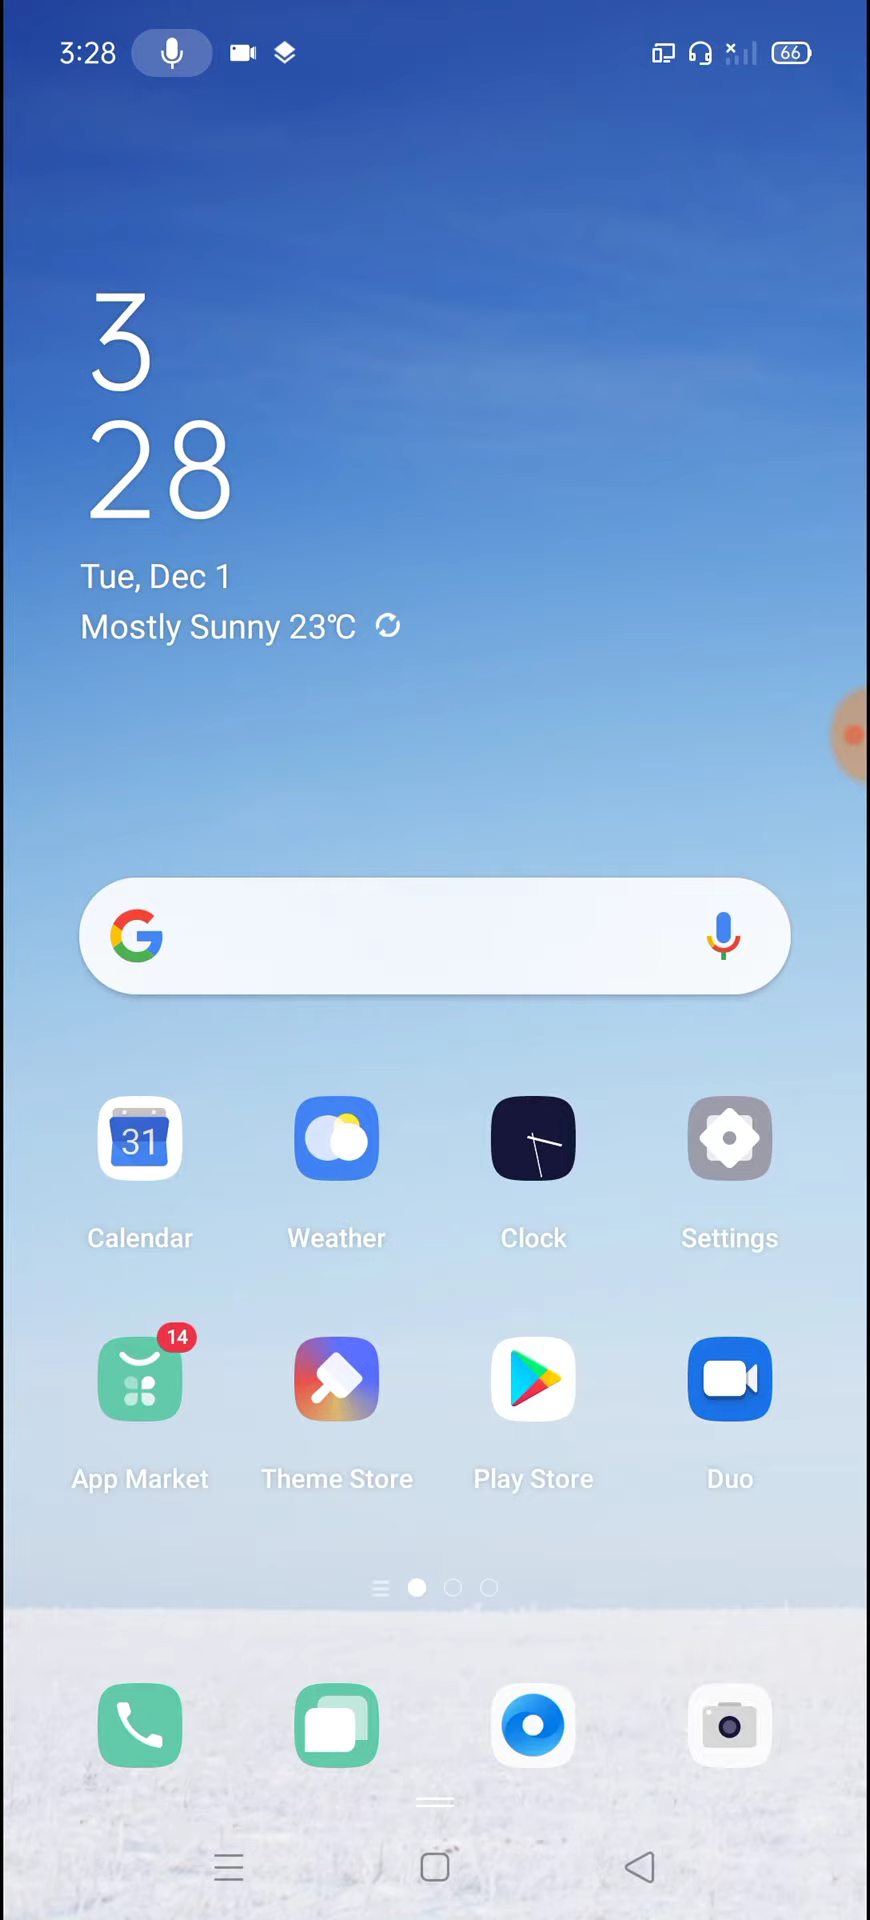 3:28
66
3
28
Tue, Dec 1
Mostly Sunny 23℃
G
31
Calendar
Weather
Clock
Settings
14
App Market
Theme Store
Play Store
Duo